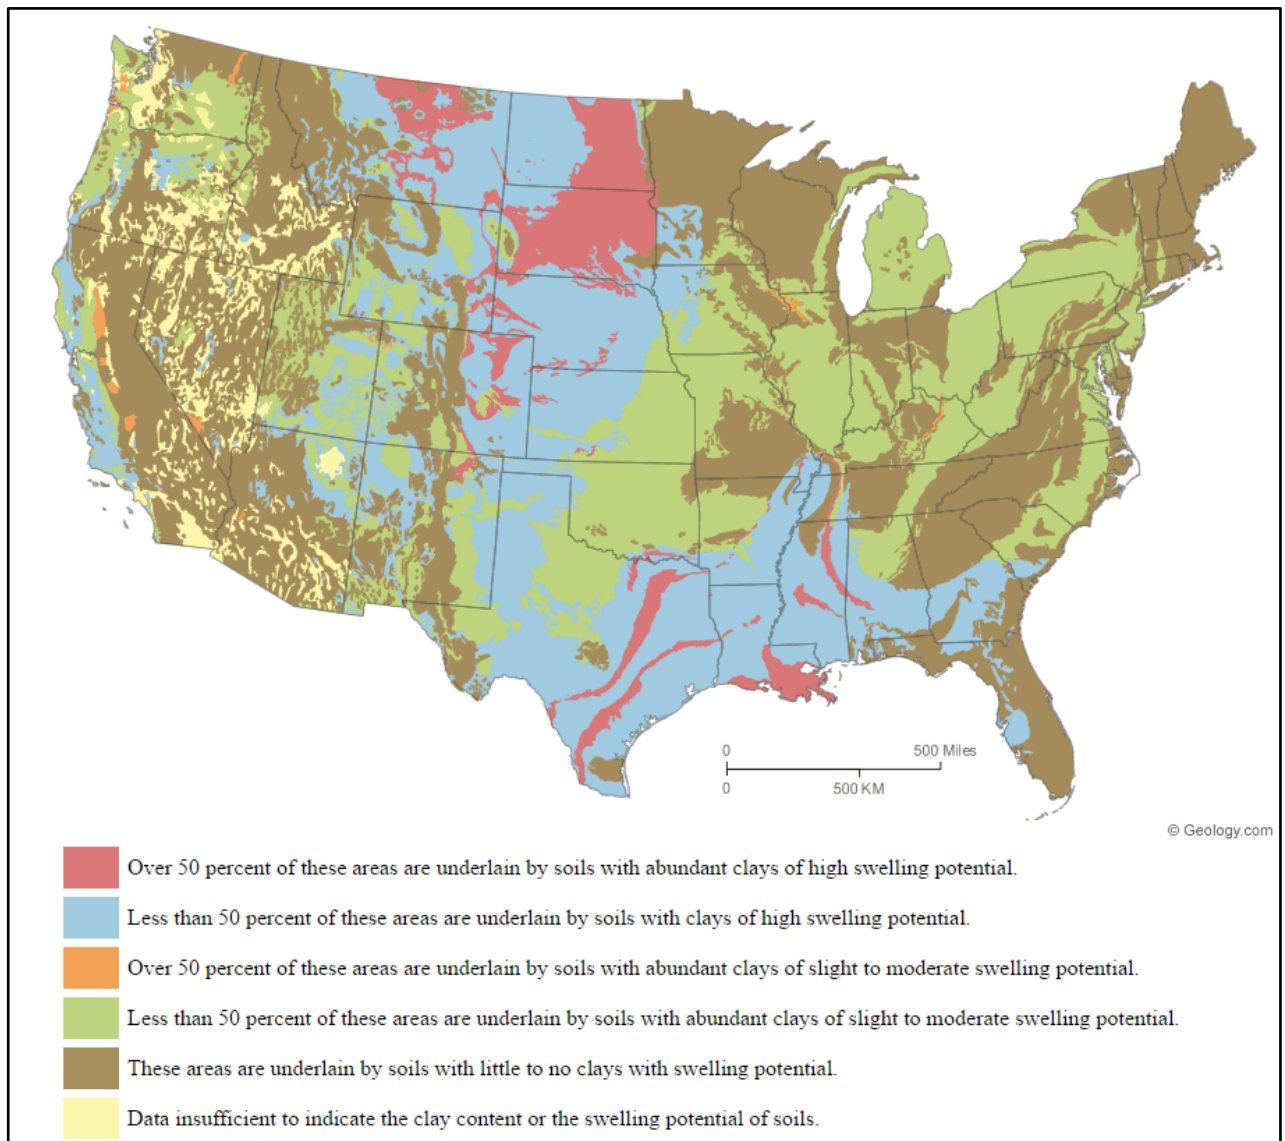 0 500 Miles
0 500 KM
© Geology.com
Over 50 percent of these areas are underlain by soils with abundant clays of high swelling potential.
Less than 50 percent of these areas are underlain by soils with clays of high swelling potential.
Over 50 percent of these areas are underlain by soils with abundant clays of slight to moderate swelling potential.
Less than 50 percent of these areas are underlain by soils with abundant clays of slight to moderate swelling potential.
These areas are underlain by soils with little to no clays with swelling potential.
Data insufficient to indicate the clay content or the swelling potential of soils.